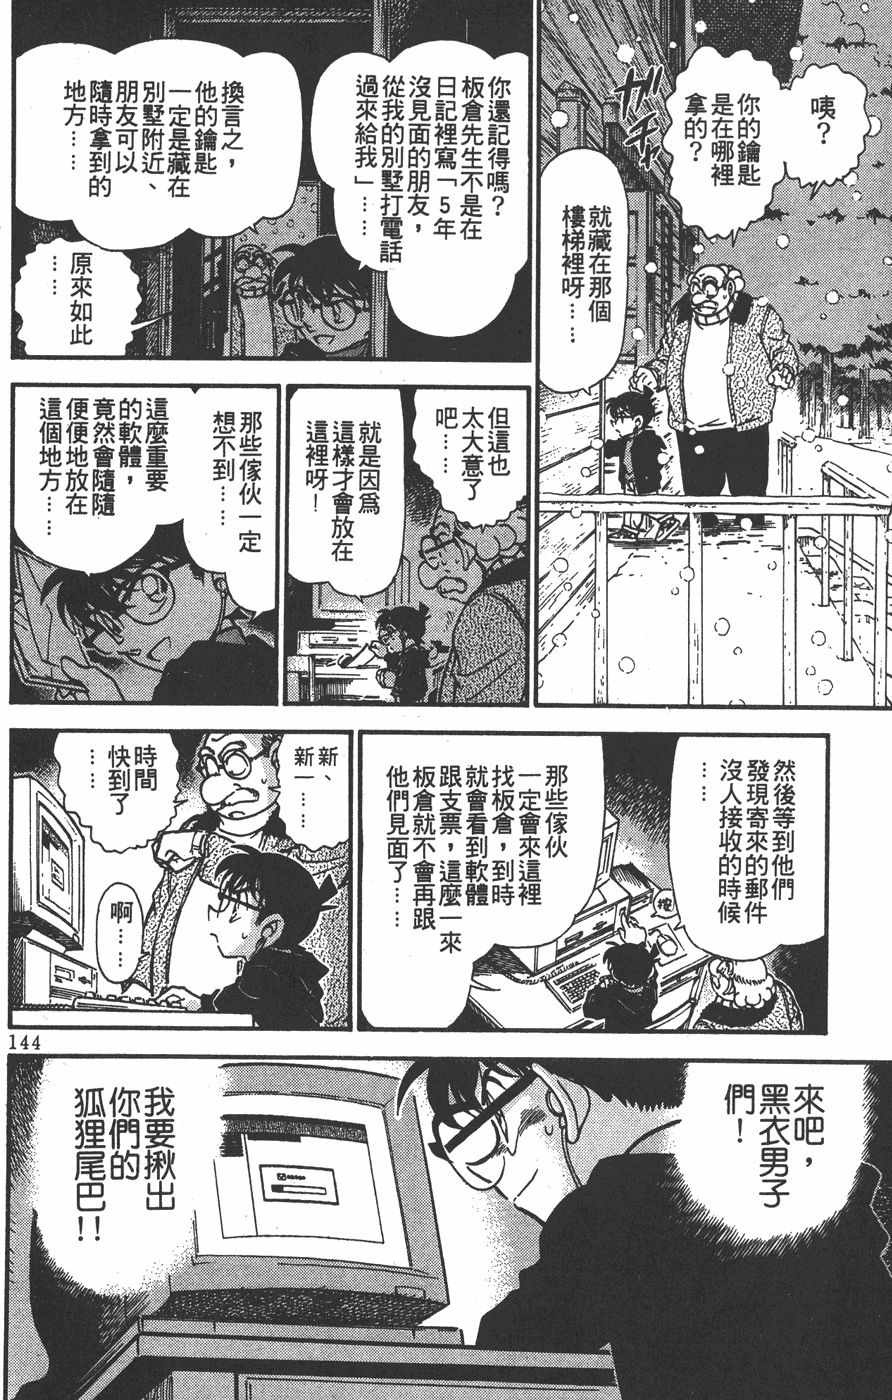 咦？
你的鑰匙
是在哪裡
拿的？
ガチャ
就藏在那個
樓梯裡呀……
你還記得嗎？
板倉先生不是在
日記裡寫「5年
沒見面的朋友，
從我的別墅打電話
過來給我」……
換言之，
他的鑰匙
一定是藏在
別墅附近、
朋友可以
隨時拿到的
地方……
原來如此
……
但這也
太大意了
吧……
就是因為
這樣才會放在
這裡呀！
那些傢伙一定
想不到……
這麼重要
的軟體，
竟然會隨隨
便便地放在
這個地方……
然後等到他們
發現寄來的郵件
沒人接收的時候
……
按
那些傢伙
一定會來這裡
找板倉，到時
就會看到軟體
跟支票，這麼一來
板倉就不會再跟
他們見面了……
新、
新一……
時間
快到了
……
啊……
144
來吧，
黑衣男子
們！
我要揪出
你們的
狐狸尾巴!!